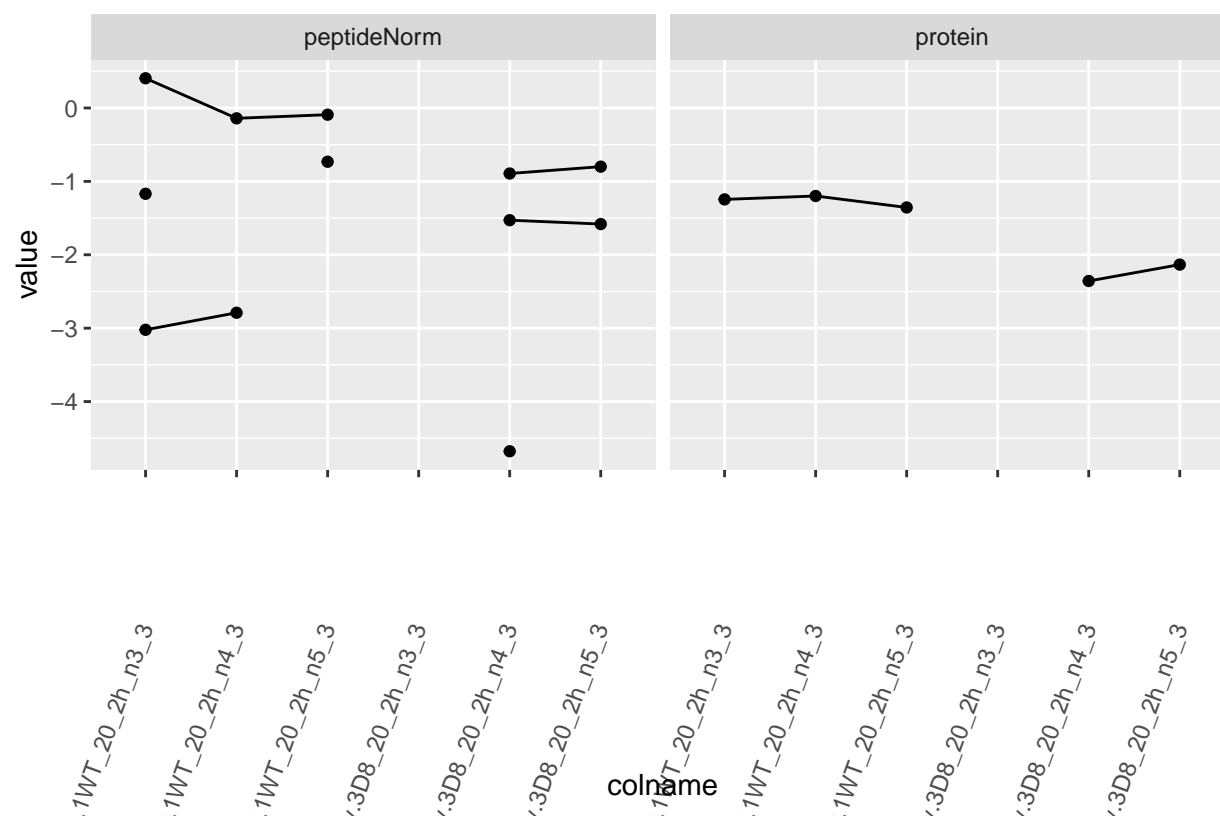 peptideNorm
protein
0
−1
−2
−3
−4
value
1WT_20_2h_n3_3
.1WT_20_2h_n4_3
.1WT_20_2h_n5_3
.3D8_20_2h_n3_3
.3D8_20_2h_n4_3
.3D8_20_2h_n5_3
1WT_20_2h_n3_3
.1WT_20_2h_n4_3
.1WT_20_2h_n5_3
.3D8_20_2h_n3_3
.3D8_20_2h_n4_3
.3D8_20_2h_n5_3
colname